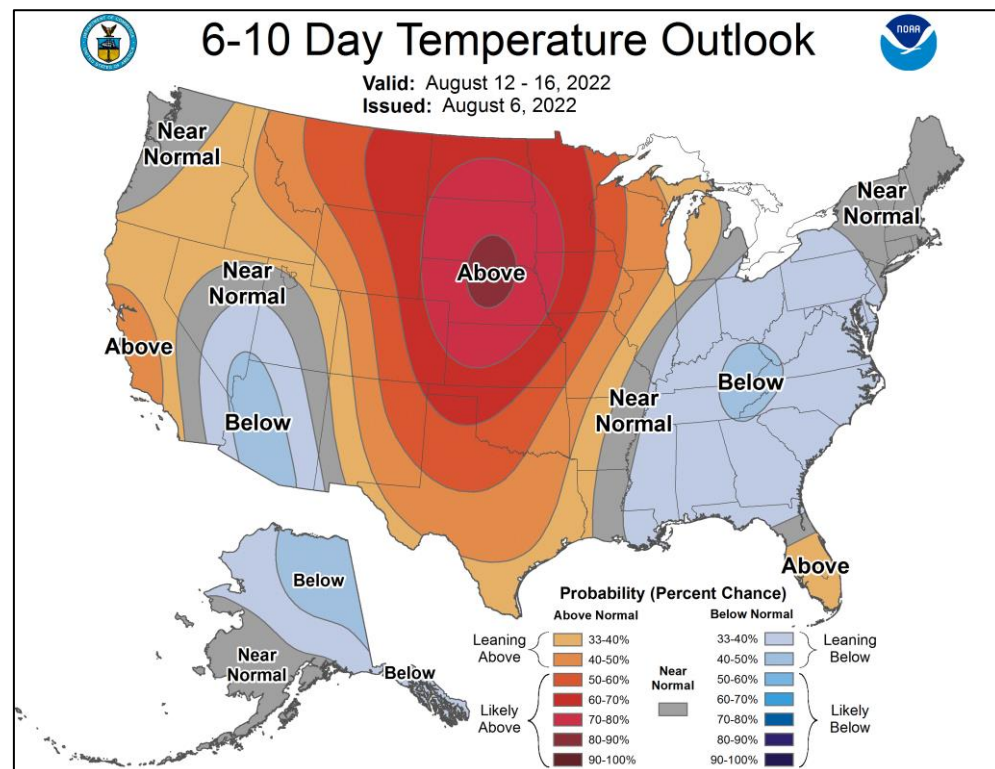 6-10 Day Temperature Outlook
NOAA
Valid: August 12 - 16, 2022
Issued: August 6, 2022
Near
Normal
Near
Normal
Near
Normal
Above
Above
Below
Near
Normal
Below
Above
Below
Near
Normal
Below
Probability (Percent Chance)
Above Normal
Below Normal
Leaning
Above
33-40%
40-50%
50-60%
60-70%
70-80%
80-90%
90-100%
Likely
Above
Near
Normal
33-40%
40-50%
50-60%
60-70%
70-80%
80-90%
90-100%
Leaning
Below
Likely
Below